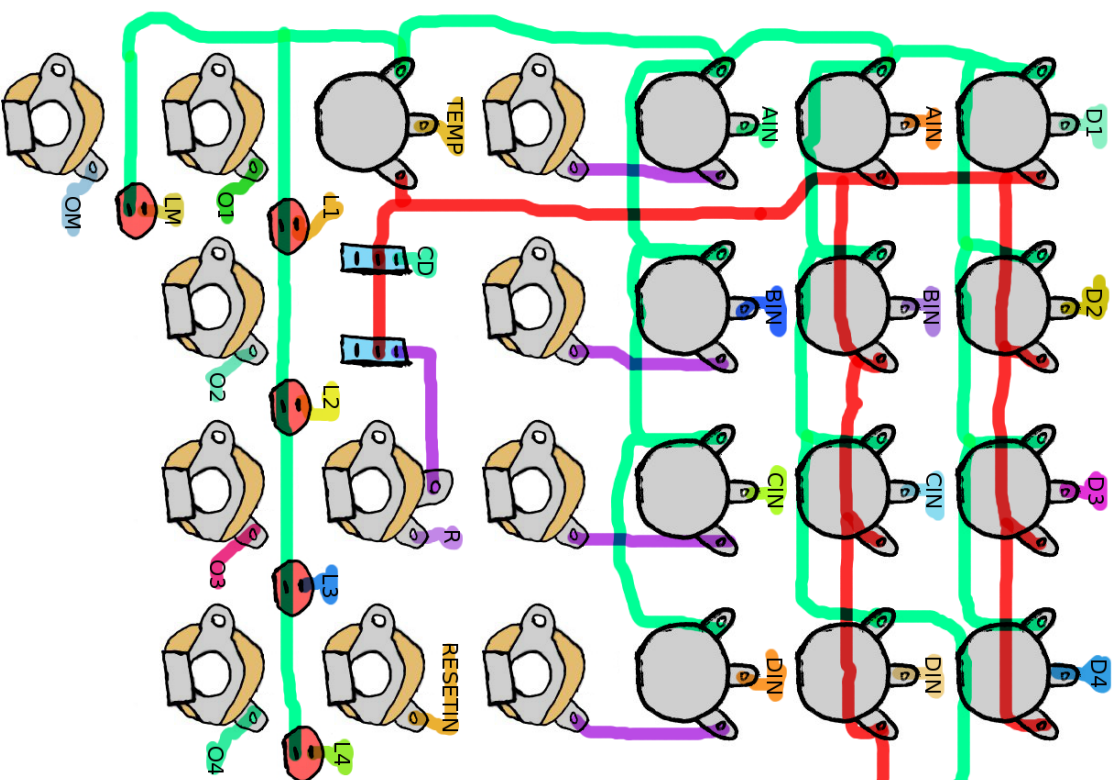 D1
D2
D3
D4
AIN
BIN
CIN
DIN
AIN
BIN
CIN
DIN
TEMP
CD
R
RESETIN
L1
L2
L3
L4
O1
O2
O3
O4
LM
OM